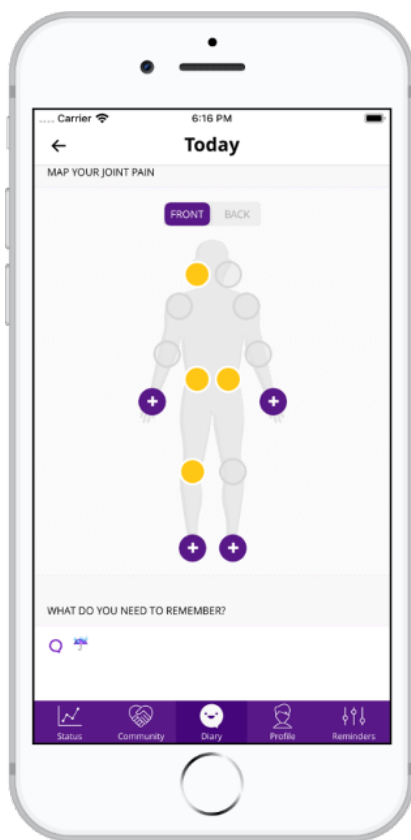 .... Carrier 6:16 PM
Today
MAP YOUR JOINT PAIN
FRONT BACK
WHAT DO YOU NEED TO REMEMBER?
Status Community Diary Profile Reminders